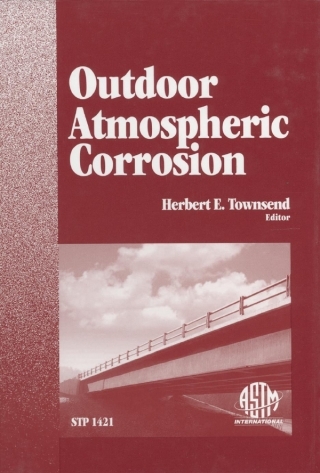 Outdoor
Atmospheric
Corrosion
Herbert E. Townsend
Editor
STP 1421
ASTM
INTERNATIONAL